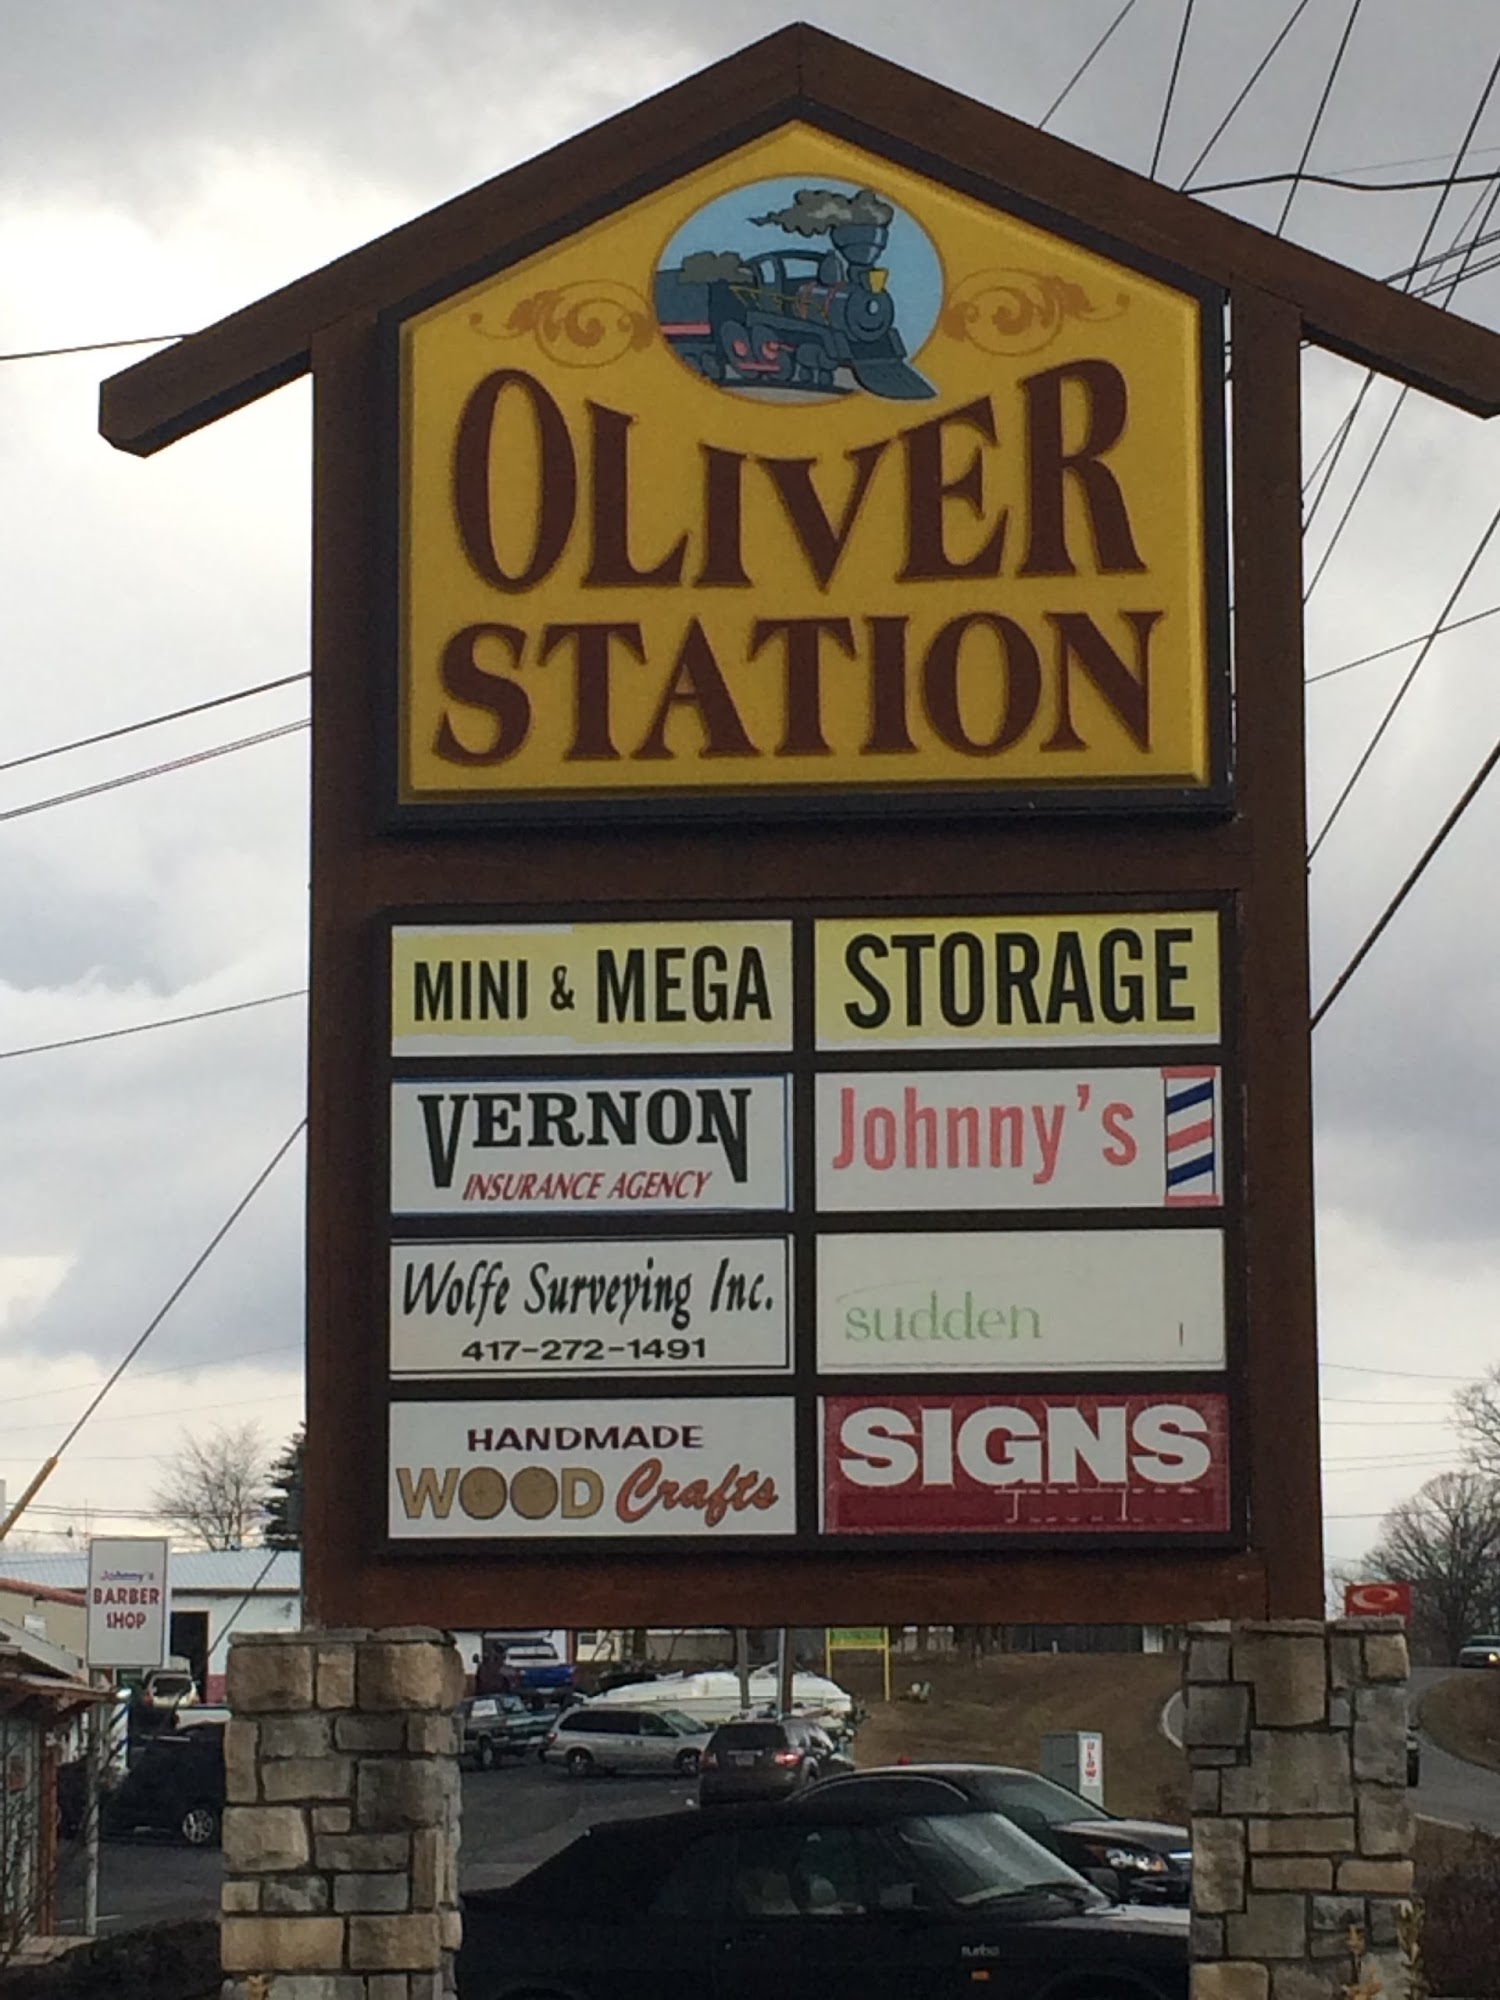 OLIVER
STATION
MINI & MEGA STORAGE
VERNON
INSURANCE AGENCY
Johnny's
Wolfe Surveying Inc.
417-272-1491
sudden
HANDMADE
WOOD Crafts
SIGNS
Johnny's
BARBER
SHOP
turbo